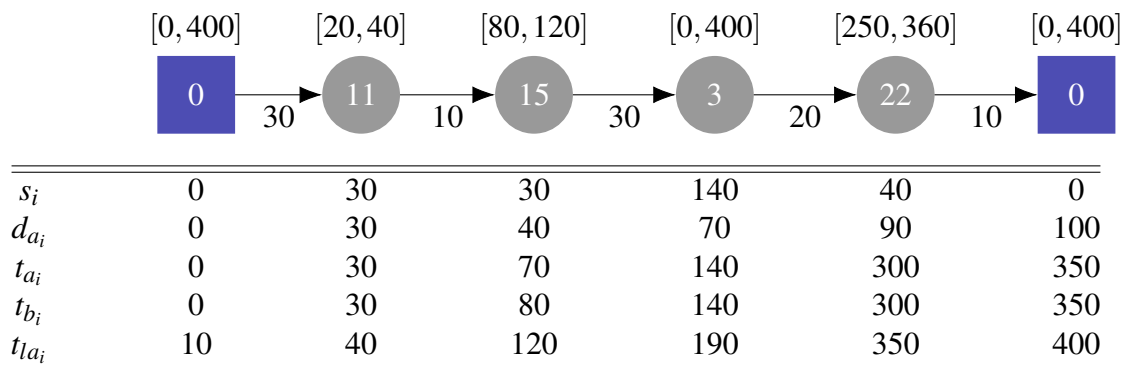 [0,400] [20,40] [80,120] [0,400] [250,360] [0,400]
0 11 15 3 22 0
30 10 30 20 10
s_i 0 30 30 140 40 0
d_{a_i} 0 30 40 70 90 100
t_{a_i} 0 30 70 140 300 350
t_{b_i} 0 30 80 140 300 350
t_{la_i} 10 40 120 190 350 400